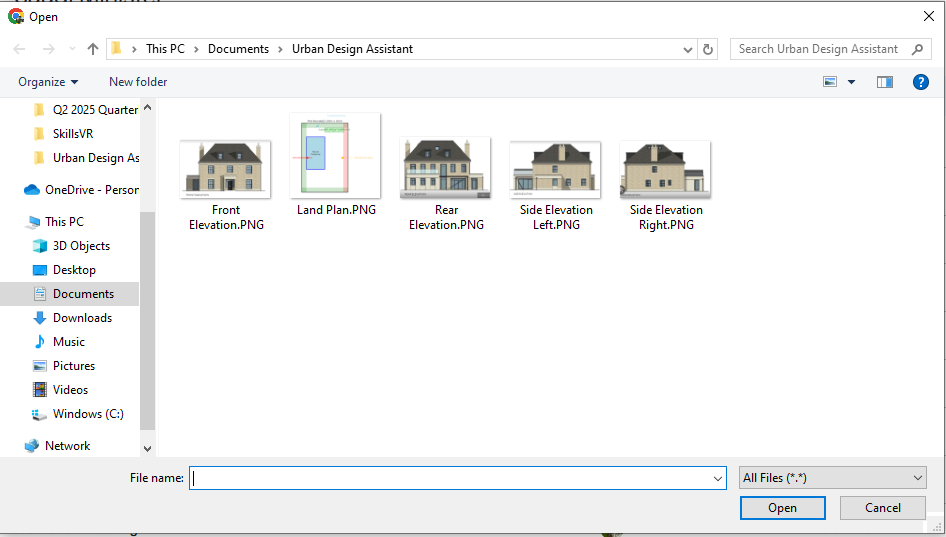 Open
This PC
Documents
Urban Design Assistant
Search Urban Design Assistant
Organize
New folder
Q2 2025 Quarter
SkillsVR
Urban Design As
OneDrive - Person
This PC
3D Objects
Desktop
Documents
Downloads
Music
Pictures
Videos
Windows (C:)
Network
Front
Elevation.PNG
Land Plan.PNG
Rear
Elevation.PNG
Side Elevation
Left.PNG
Side Elevation
Right.PNG
File name:
All Files (*.*)
Open
Cancel